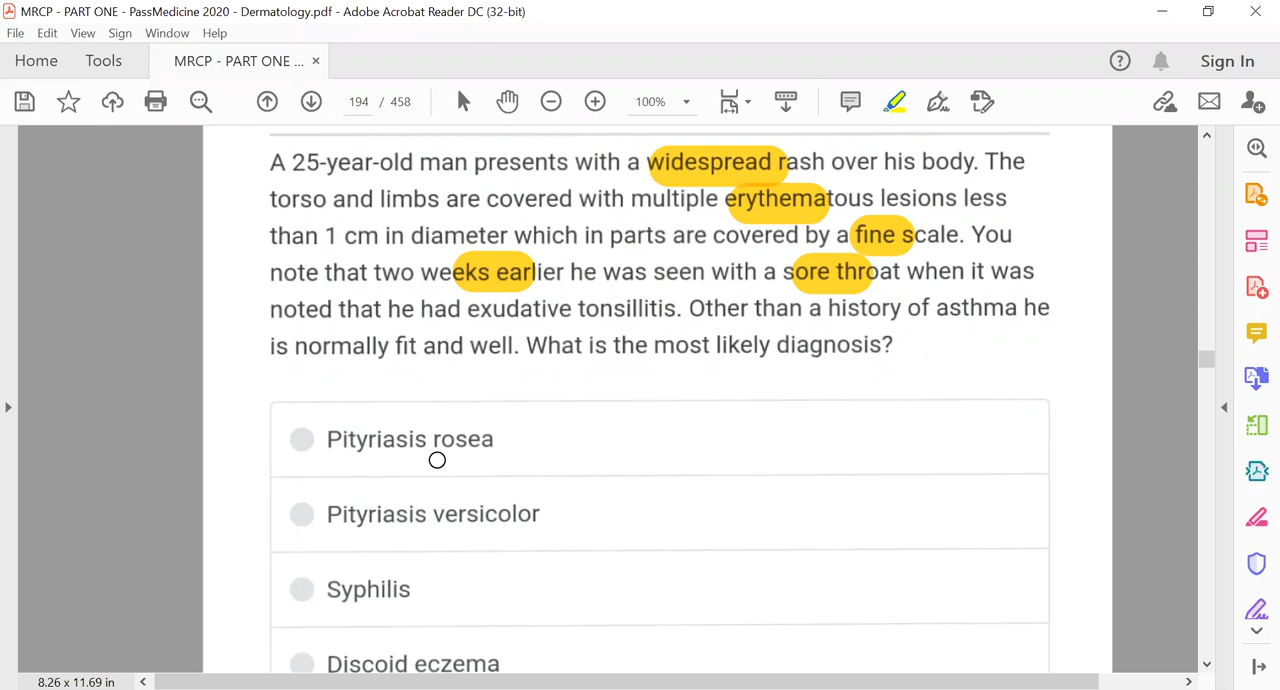 MRCP - PART ONE - PassMedicine 2020 - Dermatology.pdf - Adobe Acrobat Reader DC (32-bit)
File Edit View Sign Window Help
Home Tools MRCP - PART ONE ... × Sign In
194 / 458 100%
A 25-year-old man presents with a widespread rash over his body. The
torso and limbs are covered with multiple erythematous lesions less
than 1 cm in diameter which in parts are covered by a fine scale. You
note that two weeks earlier he was seen with a sore throat when it was
noted that he had exudative tonsillitis. Other than a history of asthma he
is normally fit and well. What is the most likely diagnosis?
Pityriasis rosea
Pityriasis versicolor
Syphilis
Discoid eczema
8.26 x 11.69 in